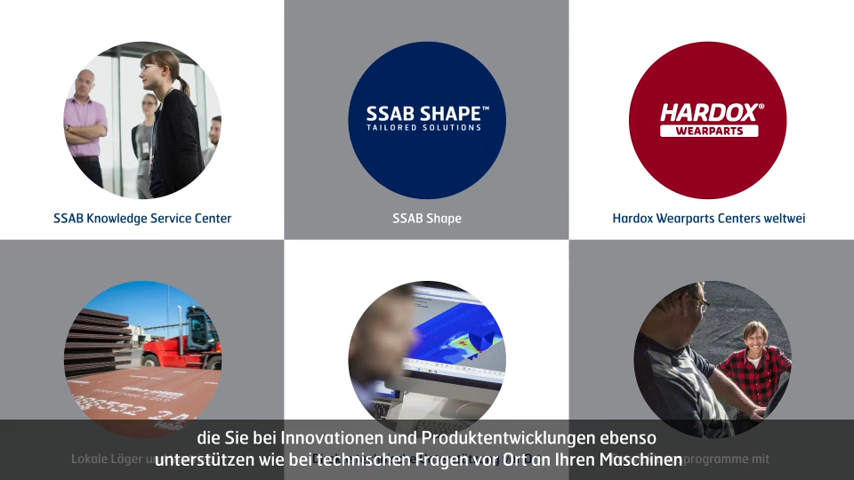 SSAB SHAPE™
TAILORED SOLUTIONS
HARDOX®
WEARPARTS
SSAB Knowledge Service Center
SSAB Shape
Hardox Wearparts Centers weltwei
Lokale Läger
programme mit
die Sie bei Innovationen und Produktentwicklungen ebenso
unterstützen wie bei technischen Fragen vor Ort an Ihren Maschinen